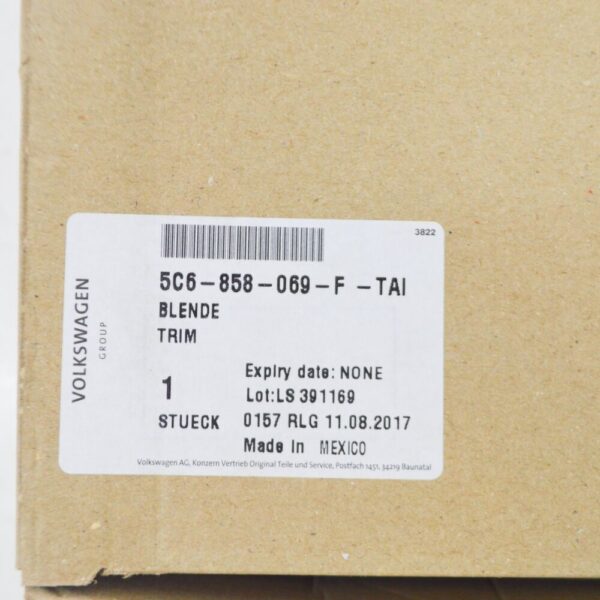 3822
5C6-858-069-F -TAI
BLENDE
TRIM
VOLKSWAGEN
GROUP
Expiry date: NONE
1
Lot:LS 391169
STUECK 0157 RLG 11.08.2017
Made In MEXICO
Volkswagen AG, Konzern Vertrieb Original Teile und Service, Postfach 1451, 34219 Baunatal